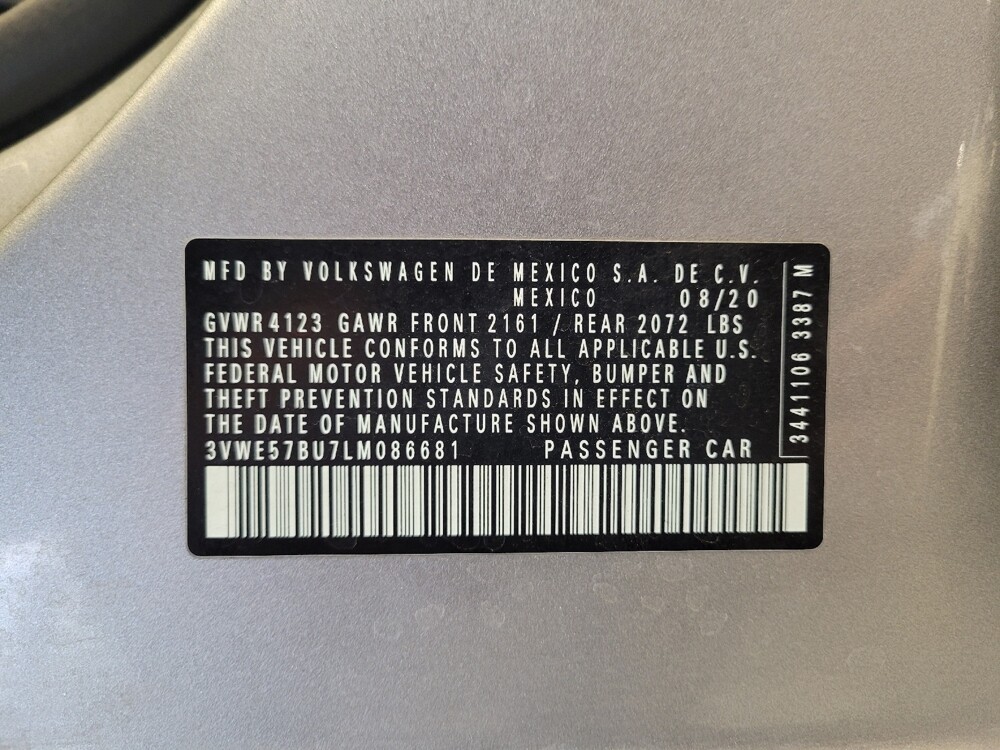 MFD BY VOLKSWAGEN DE MEXICO S.A. DE C.V.
MEXICO 08/20
GVWR 4123 GAWR FRONT 2161 / REAR 2072 LBS
THIS VEHICLE CONFORMS TO ALL APPLICABLE U.S.
FEDERAL MOTOR VEHICLE SAFETY, BUMPER AND
THEFT PREVENTION STANDARDS IN EFFECT ON
THE DATE OF MANUFACTURE SHOWN ABOVE.
3VWE57BU7LM086681 PASSENGER CAR
3441106 3387 M